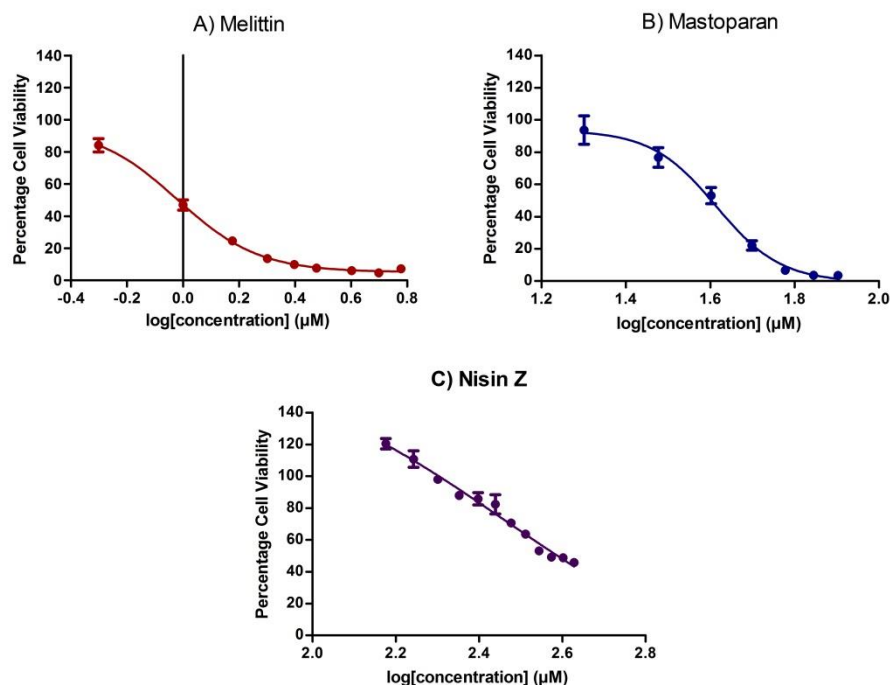 A) Melittin
140
120
100
80
60
40
20
0
Percentage Cell Viability
-0.4 -0.2 0.0 0.2 0.4 0.6 0.8
log[concentration] (µM)
B) Mastoparan
140
120
100
80
60
40
20
0
Percentage Cell Viability
1.2 1.4 1.6 1.8 2.0
log[concentration] (µM)
C) Nisin Z
140
120
100
80
60
40
20
0
Percentage Cell Viability
2.0 2.2 2.4 2.6 2.8
log[concentration] (µM)